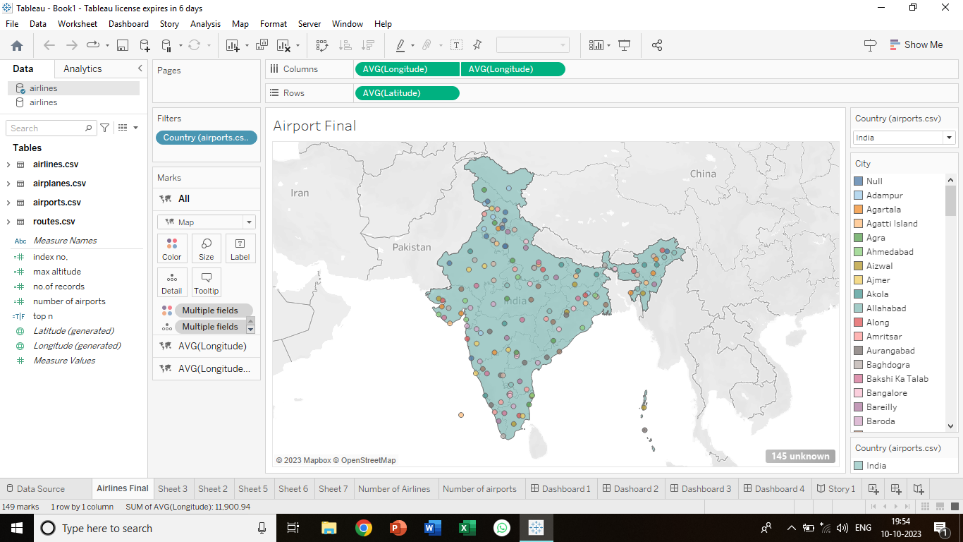 Tableau - Book1 - Tableau license expires in 6 days
File Data Worksheet Dashboard Story Analysis Map Format Server Window Help
Show Me
Data Analytics
Pages
Columns AVG(Longitude) AVG(Longitude)
Rows AVG(Latitude)
airlines
airlines
Search
Tables
airlines.csv
airplanes.csv
airports.csv
routes.csv
Abc Measure Names
index no.
max altitude
no.of records
number of airports
T|F top n
Latitude (generated)
Longitude (generated)
Measure Values
Filters
Country (airports.cs..
Marks
All
Map
Color Size Label
Detail Tooltip
Multiple fields
Multiple fields
AVG(Longitude)
AVG(Longitude...
Airport Final
Iran
China
Pakistan
India
© 2023 Mapbox © OpenStreetMap
145 unknown
Country (airports.csv)
India
City
Null
Adampur
Agartala
Agatti Island
Agra
Ahmedabad
Aizwal
Ajmer
Akola
Allahabad
Along
Amritsar
Aurangabad
Baghdogra
Bakshi Ka Talab
Bangalore
Bareilly
Baroda
Country (airports.csv)
India
Data Source Airlines Final Sheet 3 Sheet 2 Sheet 5 Sheet 6 Sheet 7 Number of Airlines Number of airports Dashboard 1 Dashoard 2 Dashboard 3 Dashboard 4 Story 1
149 marks 1 row by 1 column SUM of AVG(Longitude): 11,900.94
Type here to search
ENG
19:54
10-10-2023
1